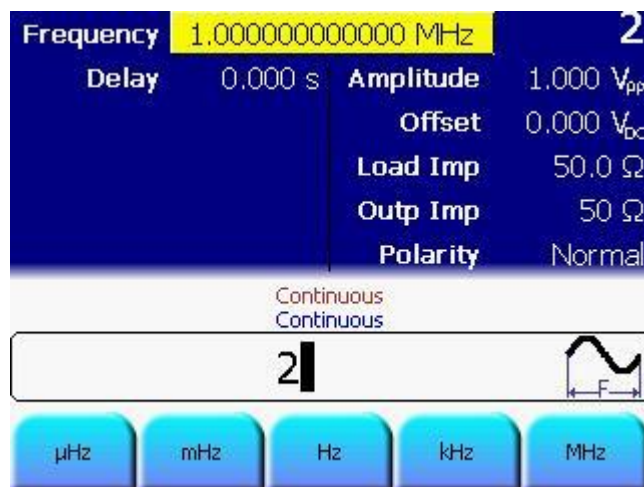 Frequency 1.000000000000 MHz 2
Delay 0.000 s Amplitude 1.000 Vpp
Offset 0.000 VDC
Load Imp 50.0 Ω
Outp Imp 50 Ω
Polarity Normal
Continuous
Continuous
2
F
µHz mHz Hz kHz MHz